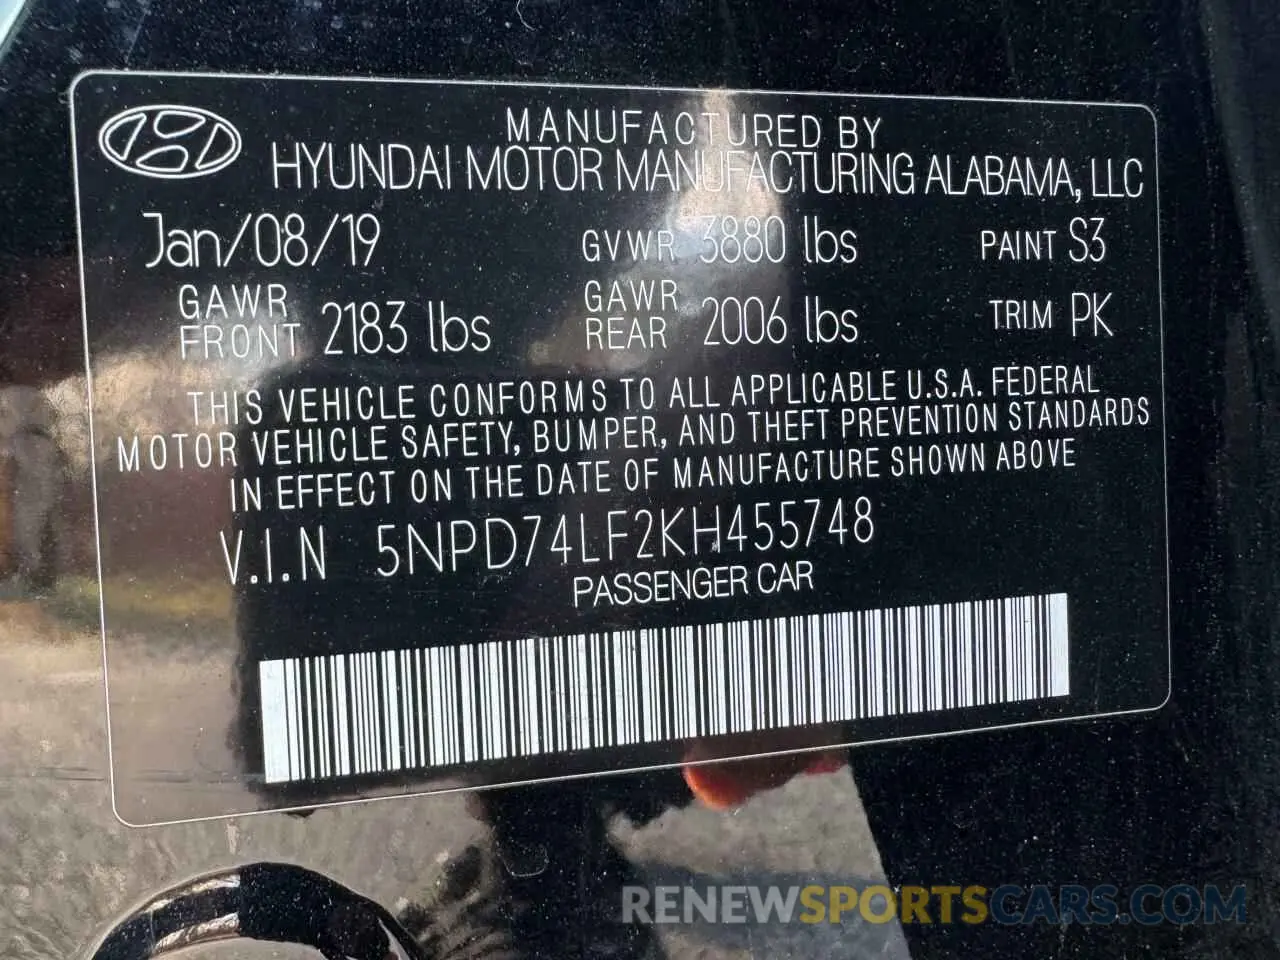 MANUFACTURED BY
HYUNDAI MOTOR MANUFACTURING ALABAMA, LLC
Jan/08/19 GVWR 3880 lbs PAINT S3
GAWR FRONT 2183 lbs GAWR REAR 2006 lbs TRIM PK
THIS VEHICLE CONFORMS TO ALL APPLICABLE U.S.A. FEDERAL
MOTOR VEHICLE SAFETY, BUMPER, AND THEFT PREVENTION STANDARDS
IN EFFECT ON THE DATE OF MANUFACTURE SHOWN ABOVE
V.I.N 5NPD74LF2KH455748
PASSENGER CAR
RENEWSPORTSCARS.COM